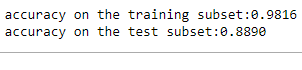 accuracy on the training subset:0.9816
accuracy on the test subset:0.8890